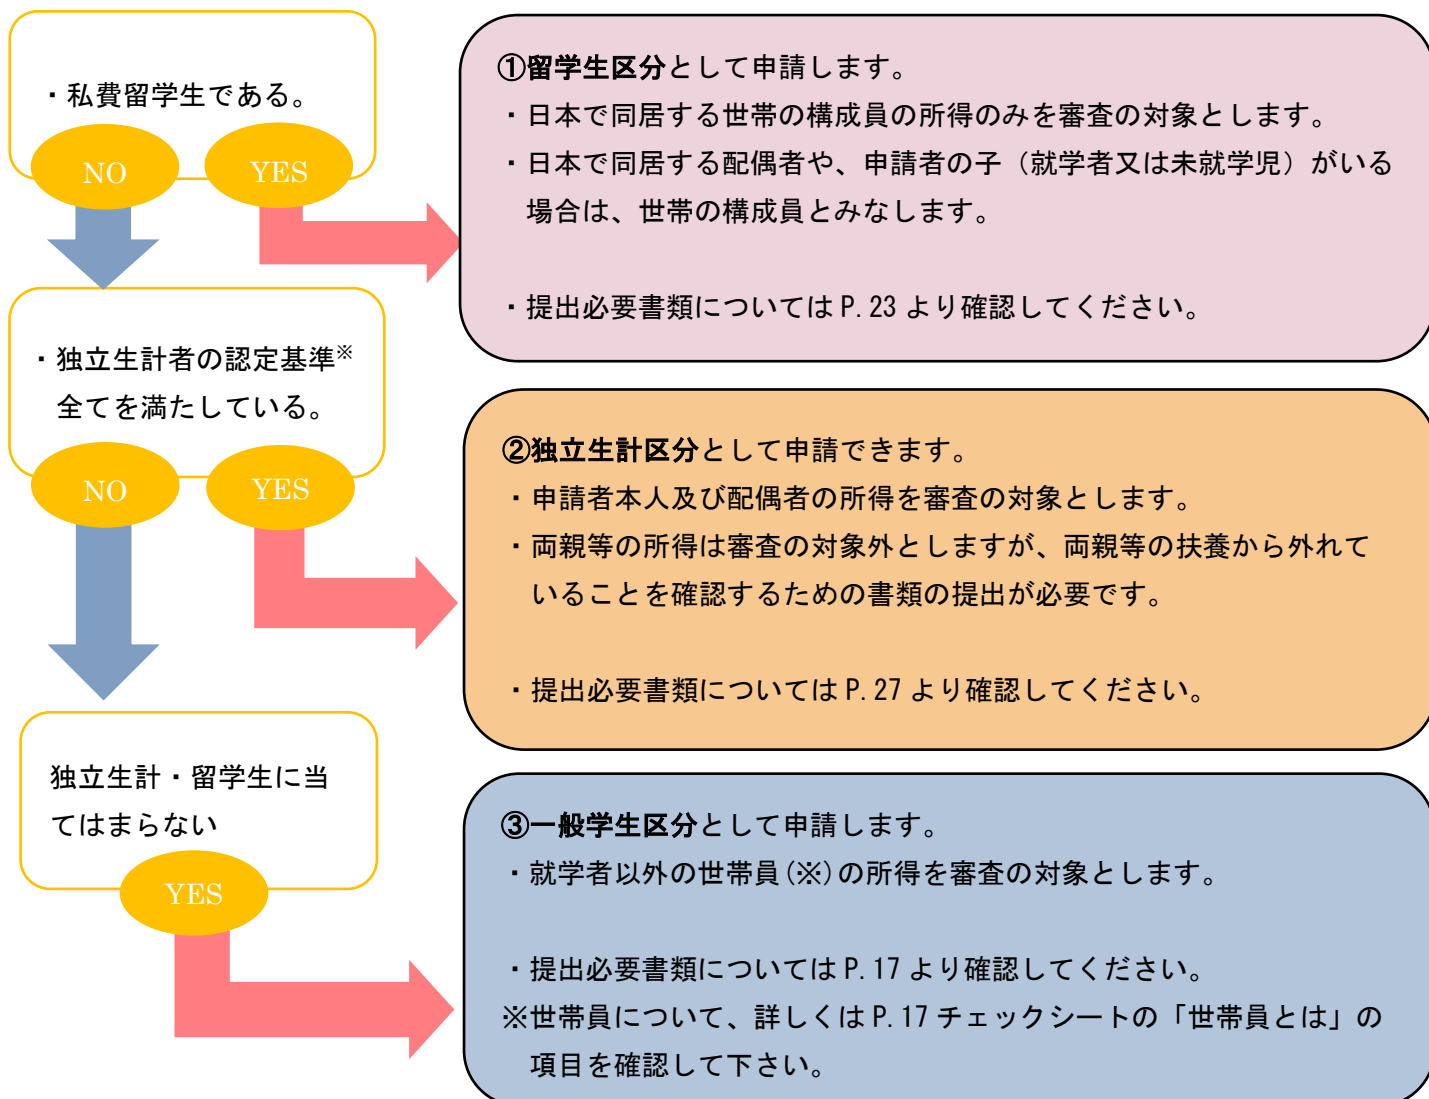 ・私費留学生である。
NO
YES
①留学生区分として申請します。
・日本で同居する世帯の構成員の所得のみを審査の対象とします。
・日本で同居する配偶者や、申請者の子（就学者又は未就学児）がいる
場合は、世帯の構成員とみなします。
・提出必要書類については P.23 より確認してください。
・独立生計者の認定基準※
全てを満たしている。
NO
YES
②独立生計区分として申請できます。
・申請者本人及び配偶者の所得を審査の対象とします。
・両親等の所得は審査の対象外としますが、両親等の扶養から外れて
いることを確認するための書類の提出が必要です。
・提出必要書類については P.27 より確認してください。
独立生計・留学生に当
てはまらない
YES
③一般学生区分として申請します。
・就学者以外の世帯員(※)の所得を審査の対象とします。
・提出必要書類については P.17 より確認してください。
※世帯員について、詳しくは P.17 チェックシートの「世帯員とは」の
項目を確認して下さい。